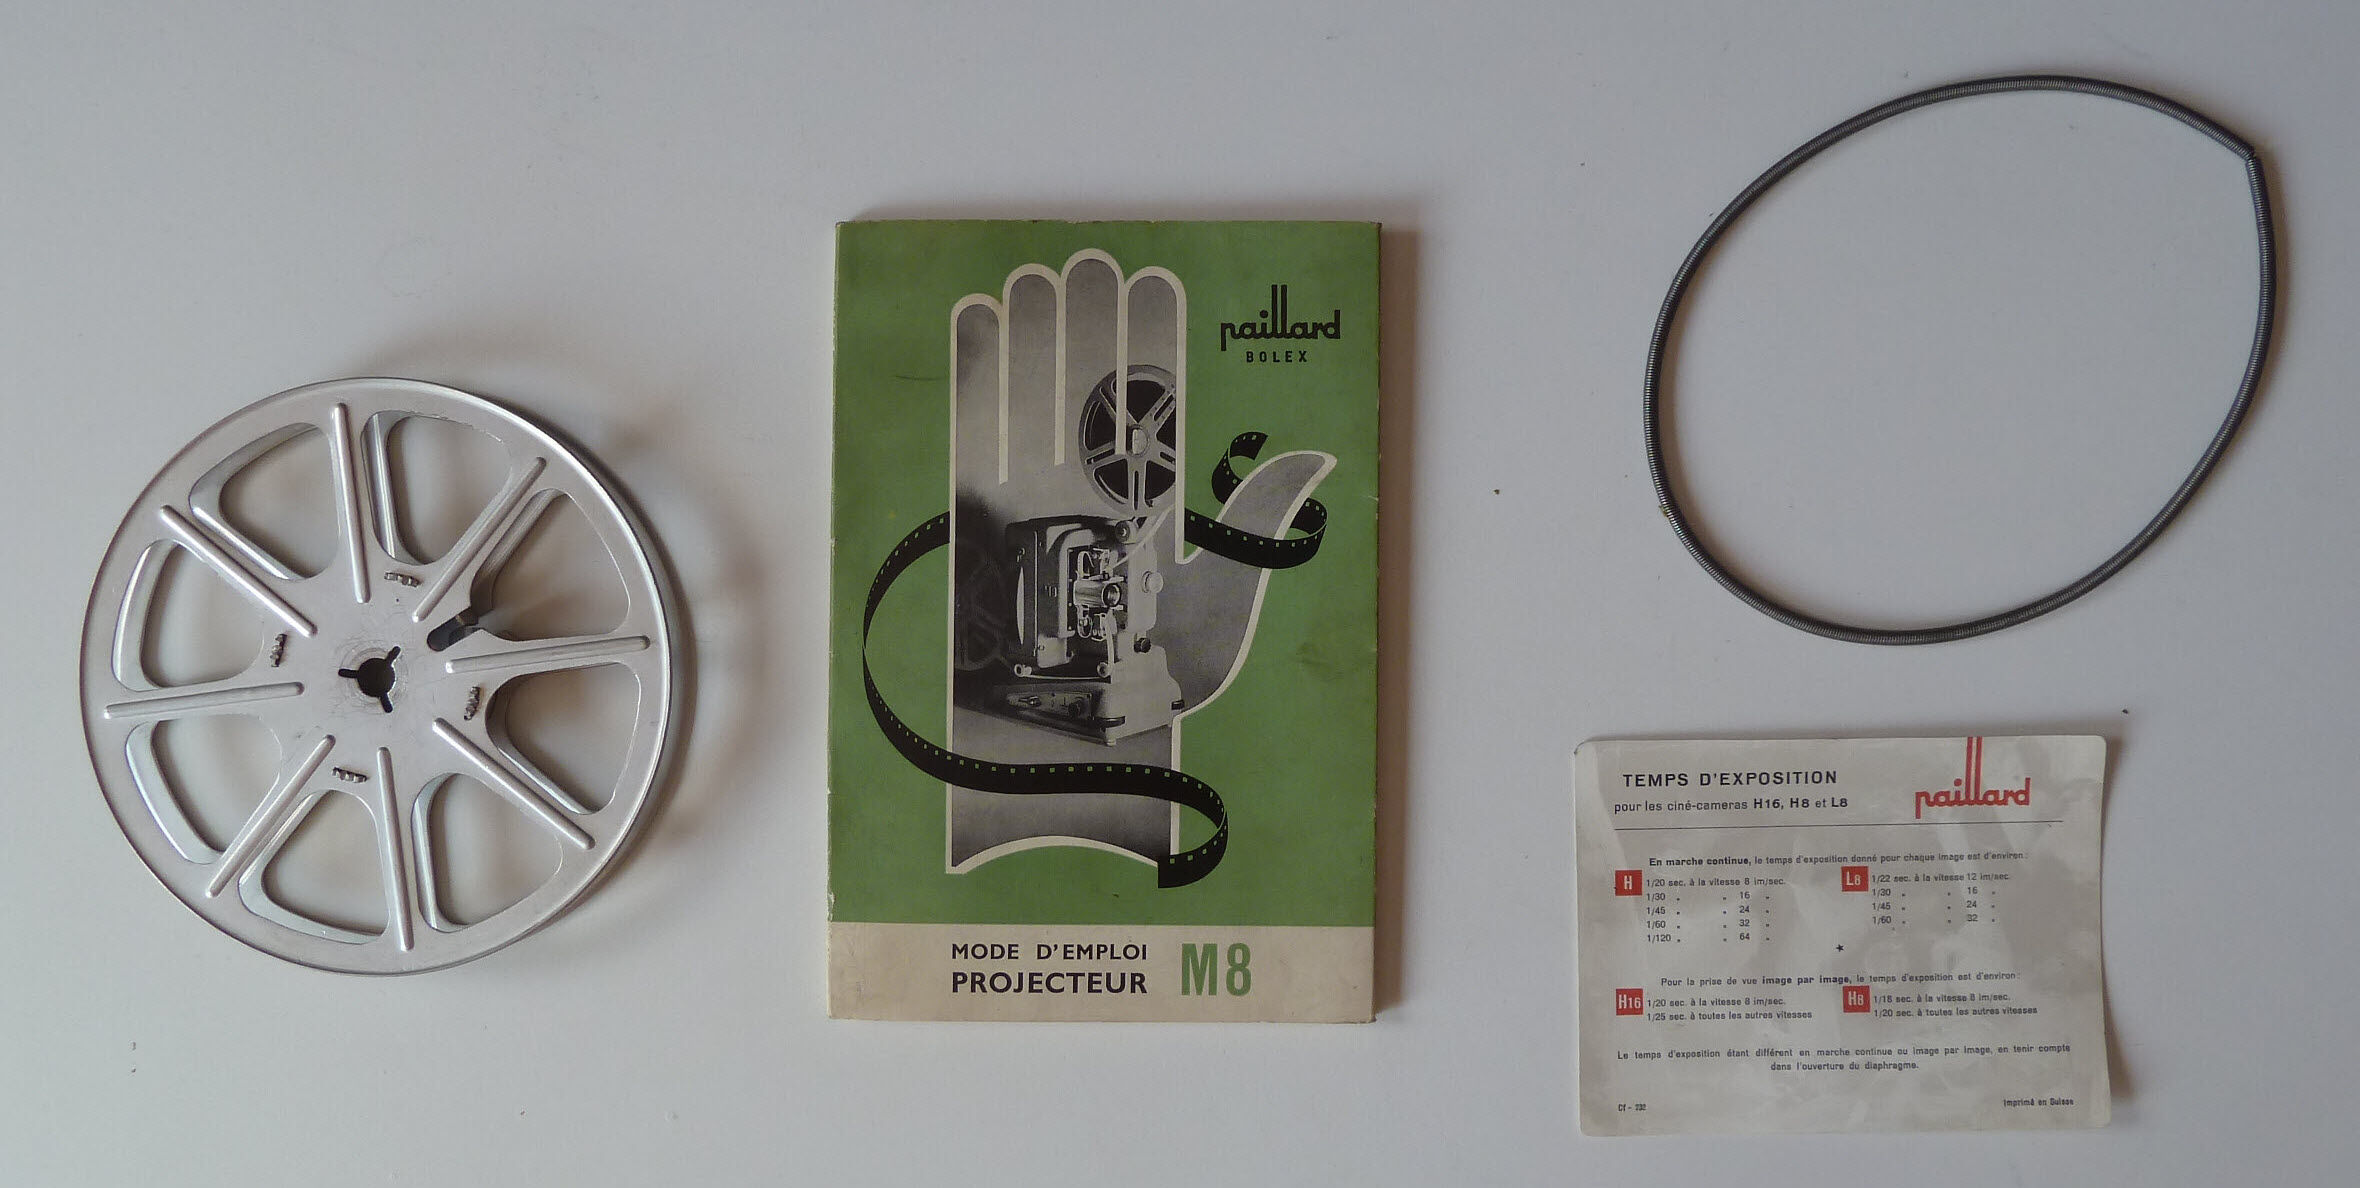 paillard
BOLEX
MODE D'EMPLOI
PROJECTEUR M8
TEMPS D'EXPOSITION
pour les ciné-cameras H16, H8 et L8
paillard
En marche continue, le temps d'exposition donné pour chaque image est d'environ :
H 1/20 sec. à la vitesse 8 im/sec.
1/30 " " 16 "
1/45 " " 24 "
1/60 " " 32 "
1/120 " " 64 "
L8 1/22 sec. à la vitesse 12 im/sec.
1/30 " " 16 "
1/45 " " 24 "
1/60 " " 32 "
★
Pour la prise de vue image par image, le temps d'exposition est d'environ :
H16 1/20 sec. à la vitesse 8 im/sec.
1/25 sec. à toutes les autres vitesses
H8 1/18 sec. à la vitesse 8 im/sec.
1/20 sec. à toutes les autres vitesses
Le temps d'exposition étant différent en marche continue ou image par image, en tenir compte
dans l'ouverture du diaphragme.
Cf - 232
Imprimé en Suisse